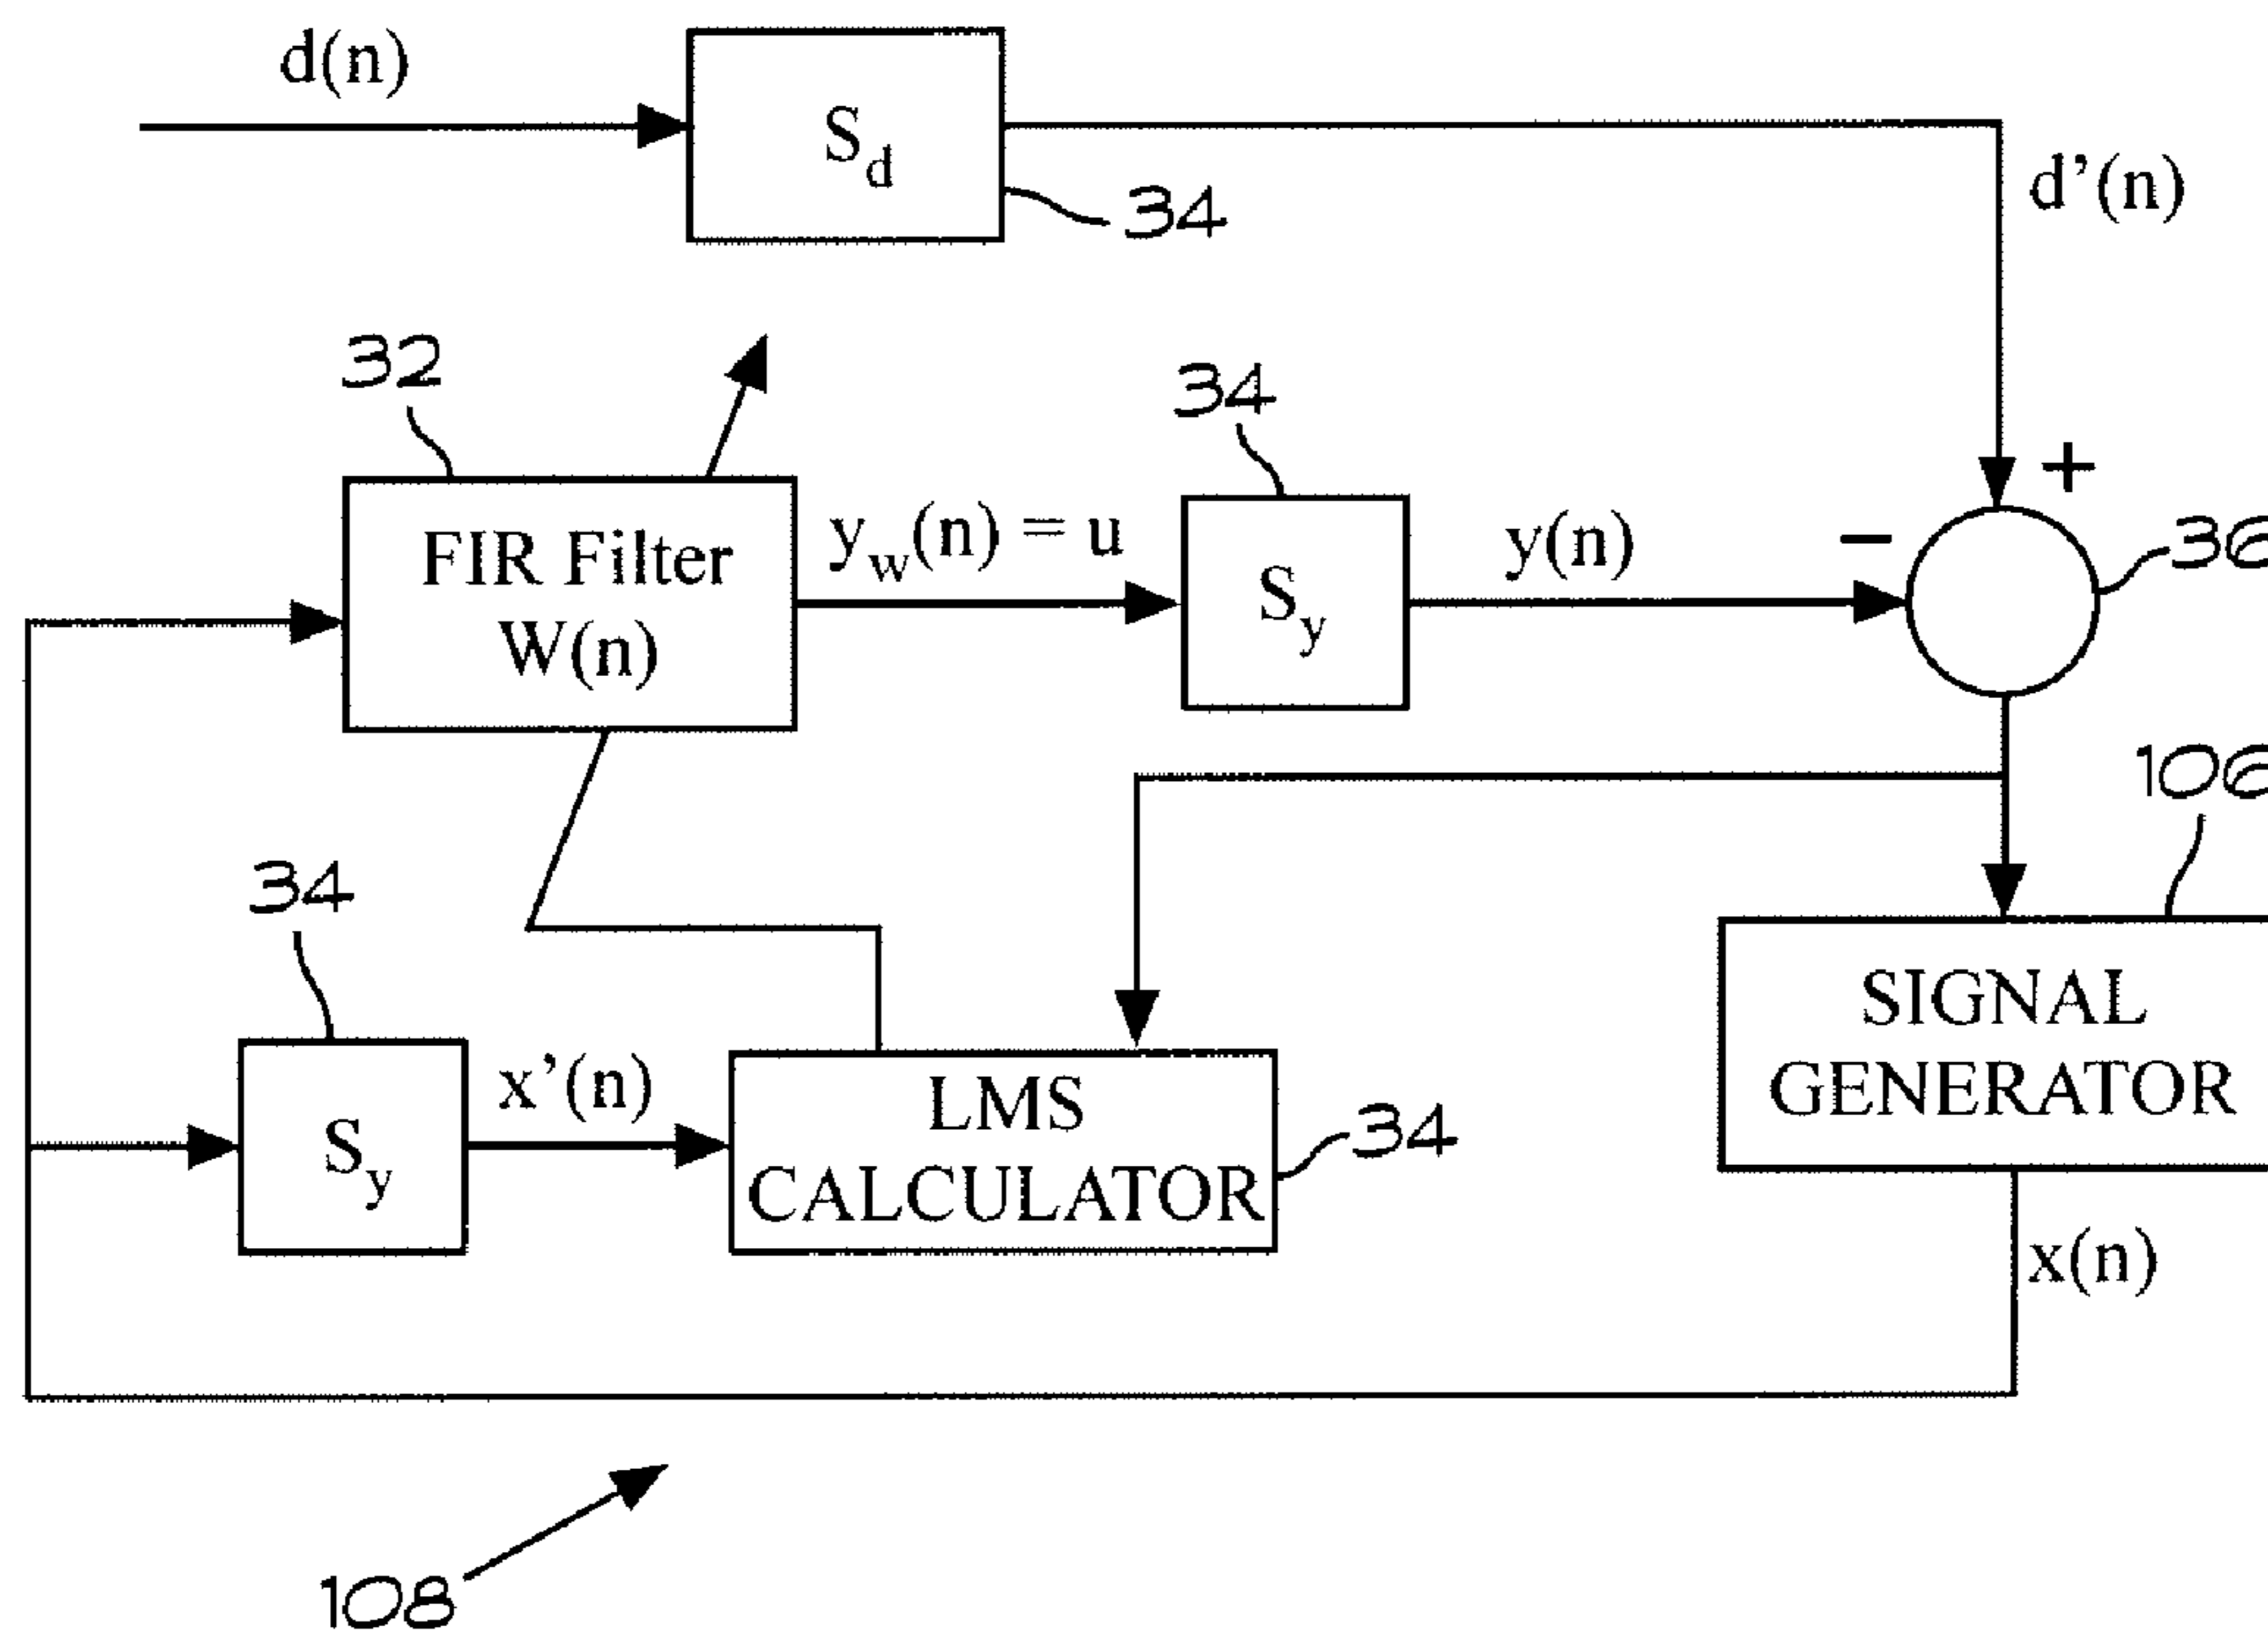 d(n)
S_d
34
d’(n)
32
34
+
FIR Filter
W(n)
y_w(n) = u
S_y
y(n)
−
36
106
34
S_y
x’(n)
LMS
CALCULATOR
34
SIGNAL
GENERATOR
x(n)
108